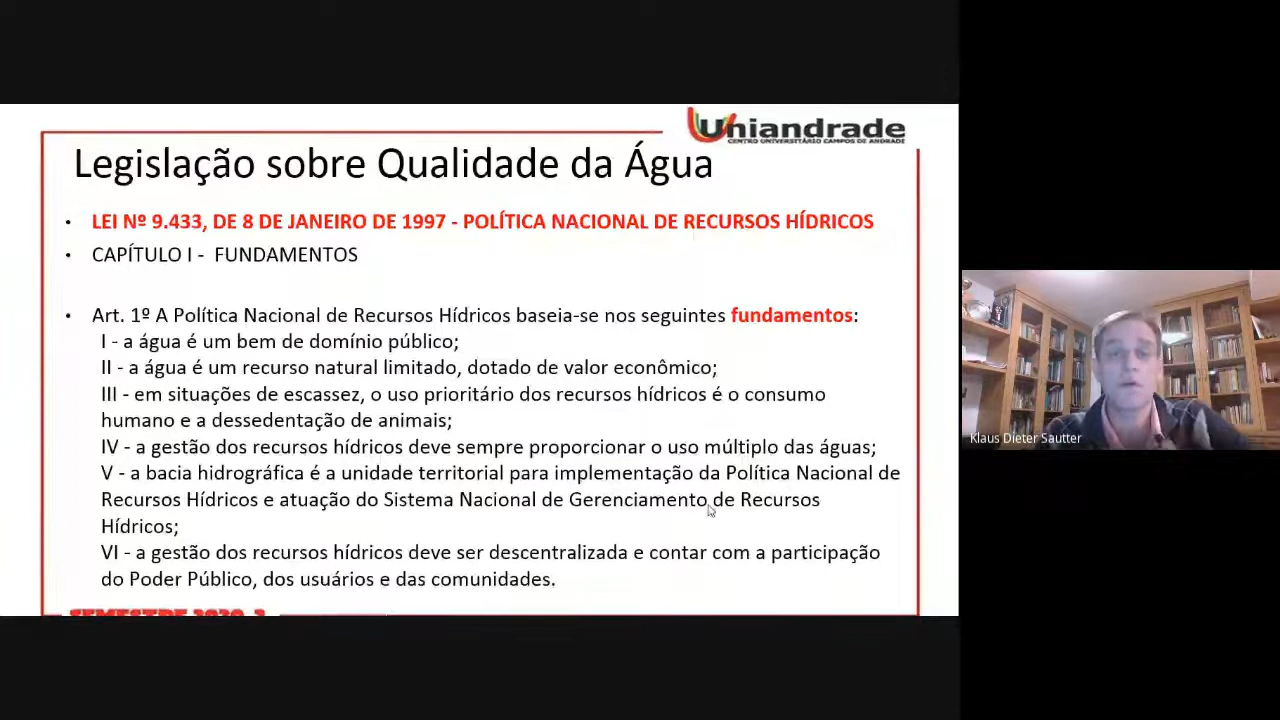 Uniandrade
CENTRO UNIVERSITÁRIO CAMPOS DE ANDRADE
Legislação sobre Qualidade da Água
• LEI Nº 9.433, DE 8 DE JANEIRO DE 1997 - POLÍTICA NACIONAL DE RECURSOS HÍDRICOS
• CAPÍTULO I - FUNDAMENTOS
• Art. 1º A Política Nacional de Recursos Hídricos baseia-se nos seguintes fundamentos:
I - a água é um bem de domínio público;
II - a água é um recurso natural limitado, dotado de valor econômico;
III - em situações de escassez, o uso prioritário dos recursos hídricos é o consumo
humano e a dessedentação de animais;
IV - a gestão dos recursos hídricos deve sempre proporcionar o uso múltiplo das águas;
V - a bacia hidrográfica é a unidade territorial para implementação da Política Nacional de
Recursos Hídricos e atuação do Sistema Nacional de Gerenciamento de Recursos
Hídricos;
VI - a gestão dos recursos hídricos deve ser descentralizada e contar com a participação
do Poder Público, dos usuários e das comunidades.
SEMESTRE 2020-2
Klaus Dieter Sautter